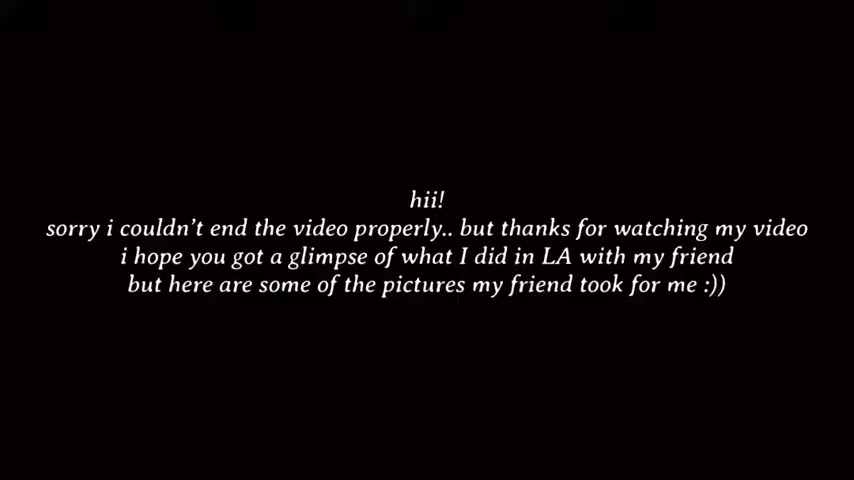 hii!
sorry i couldn't end the video properly.. but thanks for watching my video
i hope you got a glimpse of what I did in LA with my friend
but here are some of the pictures my friend took for me :))